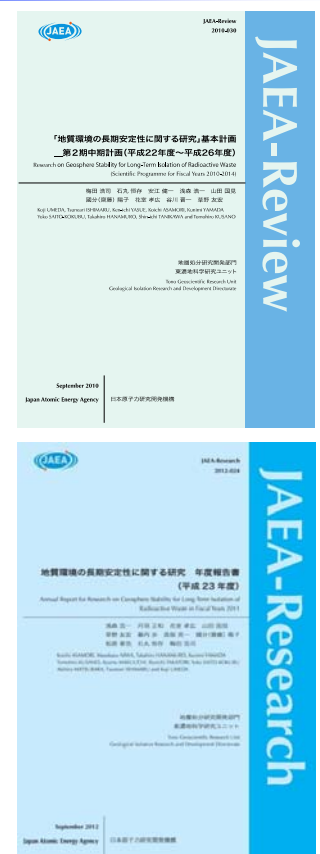 JAEA-Review
2010-030
JAEA
JAEA-Review
「地質環境の長期安定性に関する研究」基本計画
_第2期中期計画(平成22年度~平成26年度)
Research on Geosphere Stability for Long-Term Isolation of Radioactive Waste
(Scientific Programme for Fiscal Years 2010-2014)
梅田 浩司 石丸 恒存 安江 健一 浅森 浩一 山田 国見
國分(齋藤) 陽子 花室 孝広 谷川 晋一 草野 友宏
Koji UMEDA, Tsuneari ISHIMARU, Ken-ichi YASUE, Koichi ASAMORI, Kunimi YAMADA
Yoko SAITO-KOKUBU, Takahiro HANAMURO, Shin-ichi TANIKAWA and Tomohiro KUSANO
地層処分研究開発部門
東濃地科学研究ユニット
Tono Geoscientific Research Unit
Geological Isolation Research and Development Directorate
September 2010
Japan Atomic Energy Agency
日本原子力研究開発機構
JAEA
JAEA-Research
2012-024
JAEA-Research
地質環境の長期安定性に関する研究 年度報告書
(平成 23 年度)
Annual Report for Research on Geosphere Stability for Long-Term Isolation of
Radioactive Waste in Fiscal Years 2011
地層処分研究開発部門
東濃地科学研究ユニット
Tono Geoscientific Research Unit
Geological Isolation Research and Development Directorate
September 2012
Japan Atomic Energy Agency
日本原子力研究開発機構